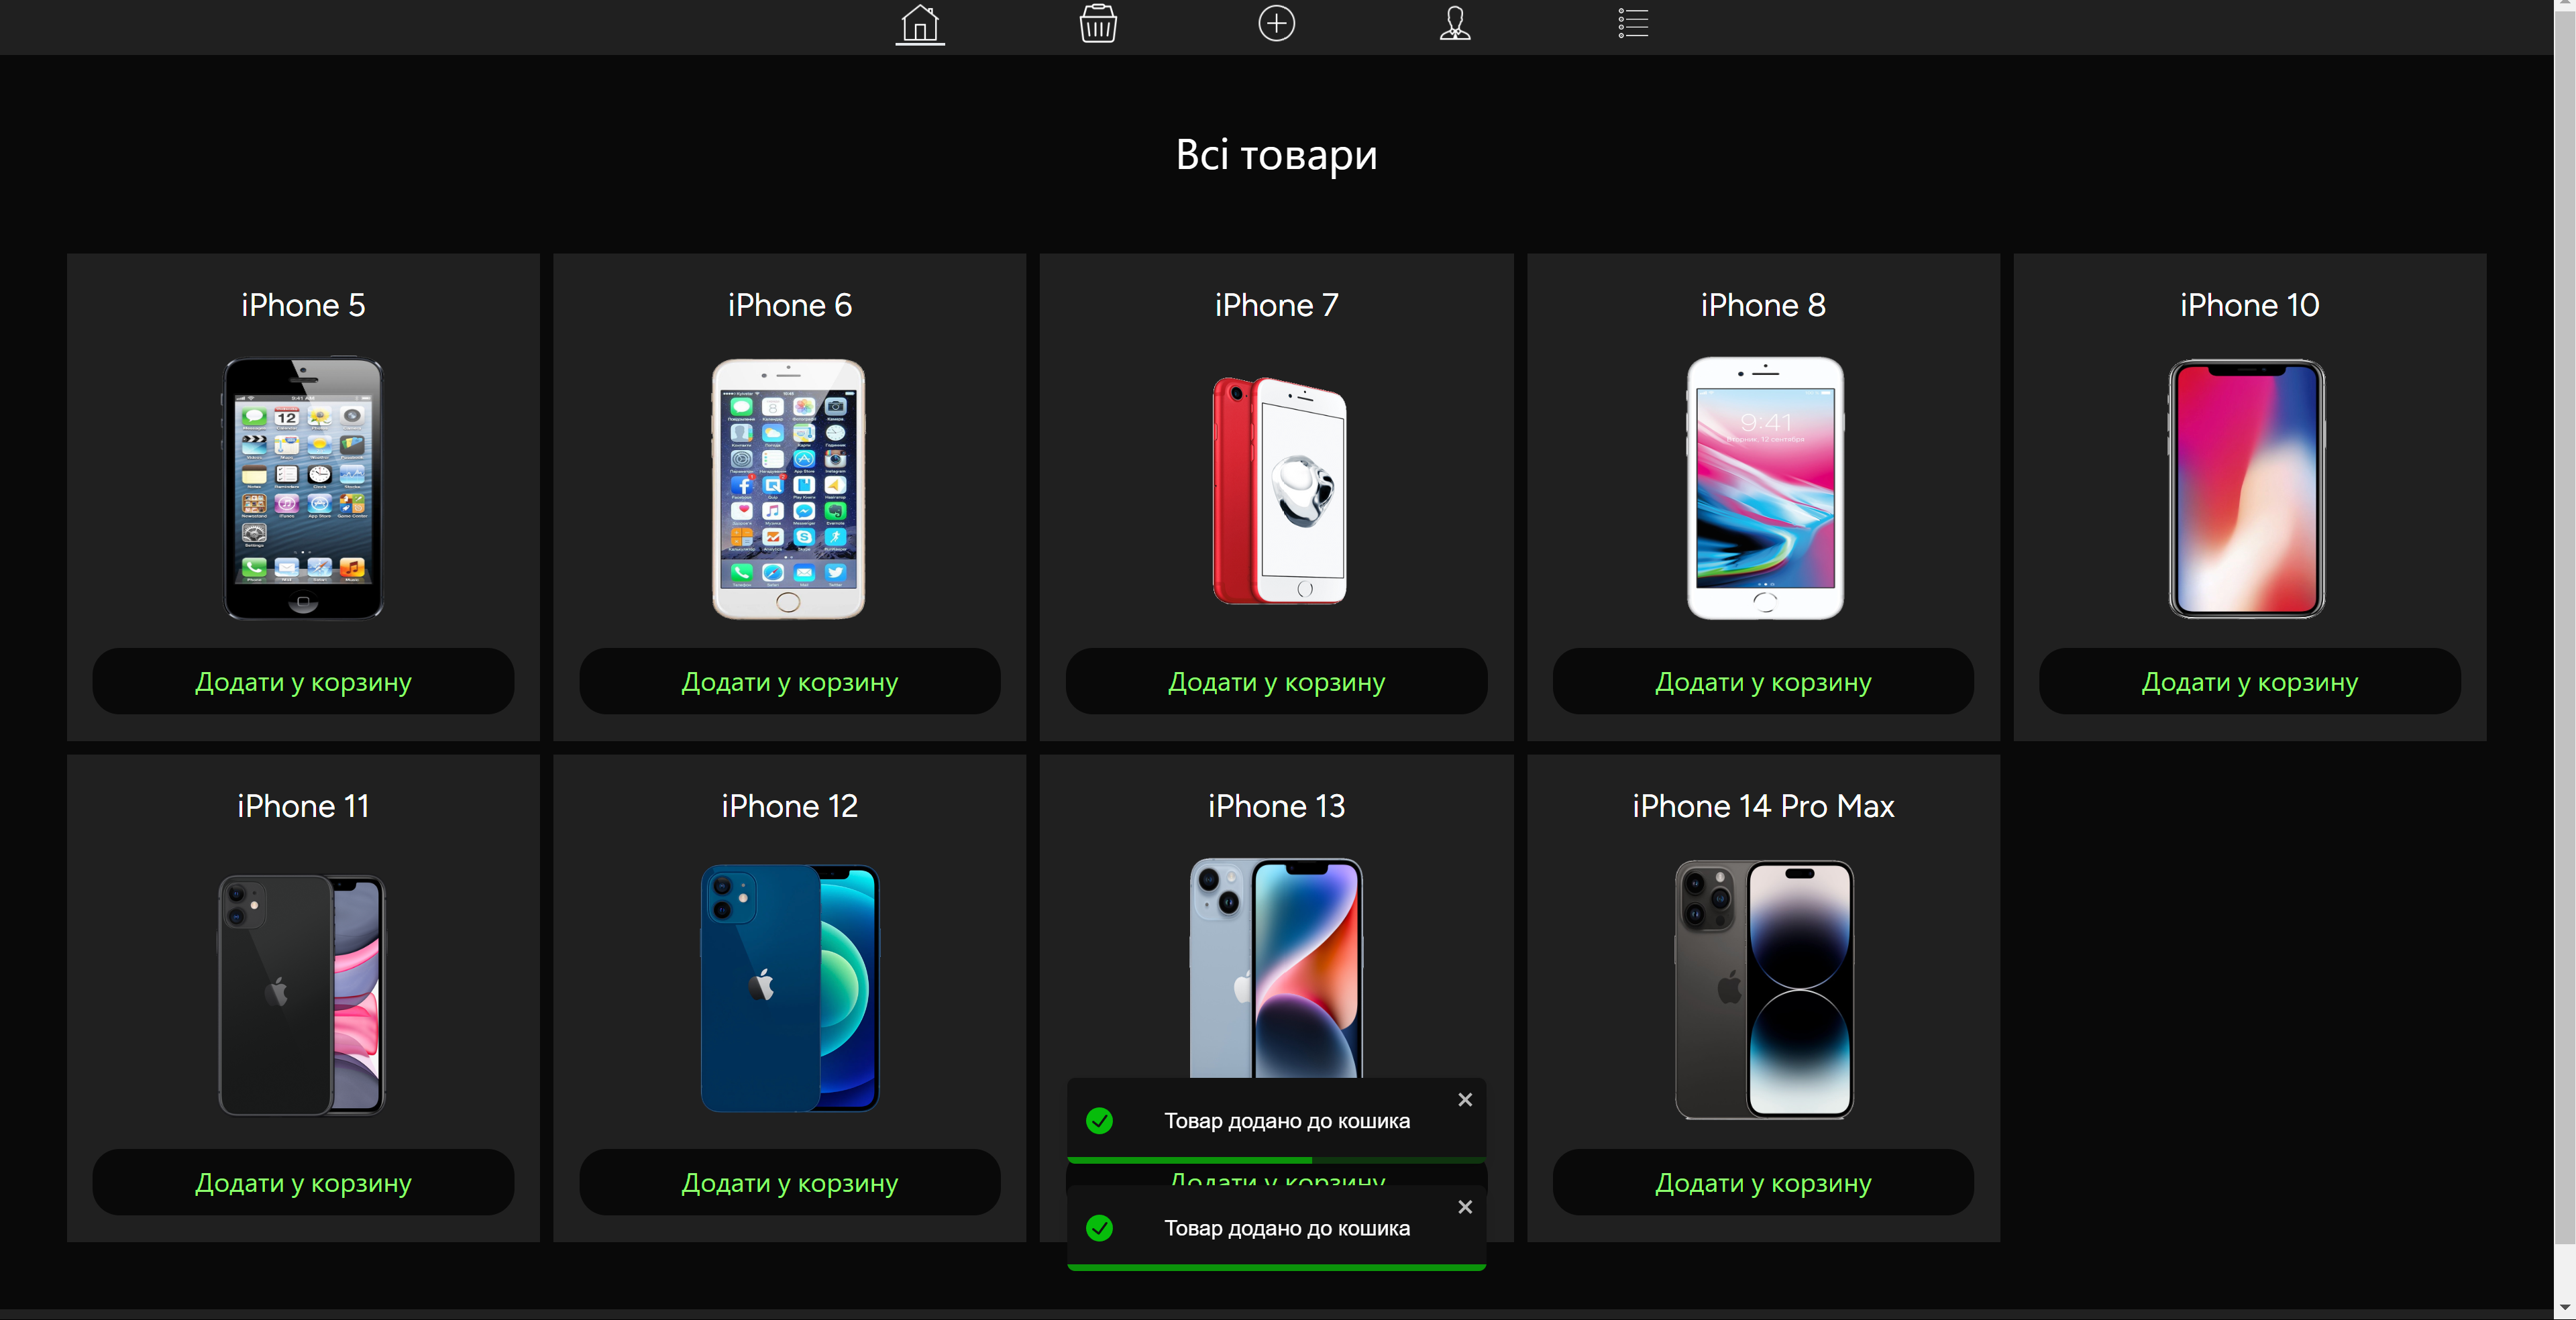 Всі товари
iPhone 5
iPhone 6
iPhone 7
iPhone 8
iPhone 10
9:41
Додати у корзину
Додати у корзину
Додати у корзину
Додати у корзину
Додати у корзину
iPhone 11
iPhone 12
iPhone 13
iPhone 14 Pro Max
Товар додано до кошика
Додати у корзину
Додати у корзину
Додати у корзину
Додати у корзину
Товар додано до кошика